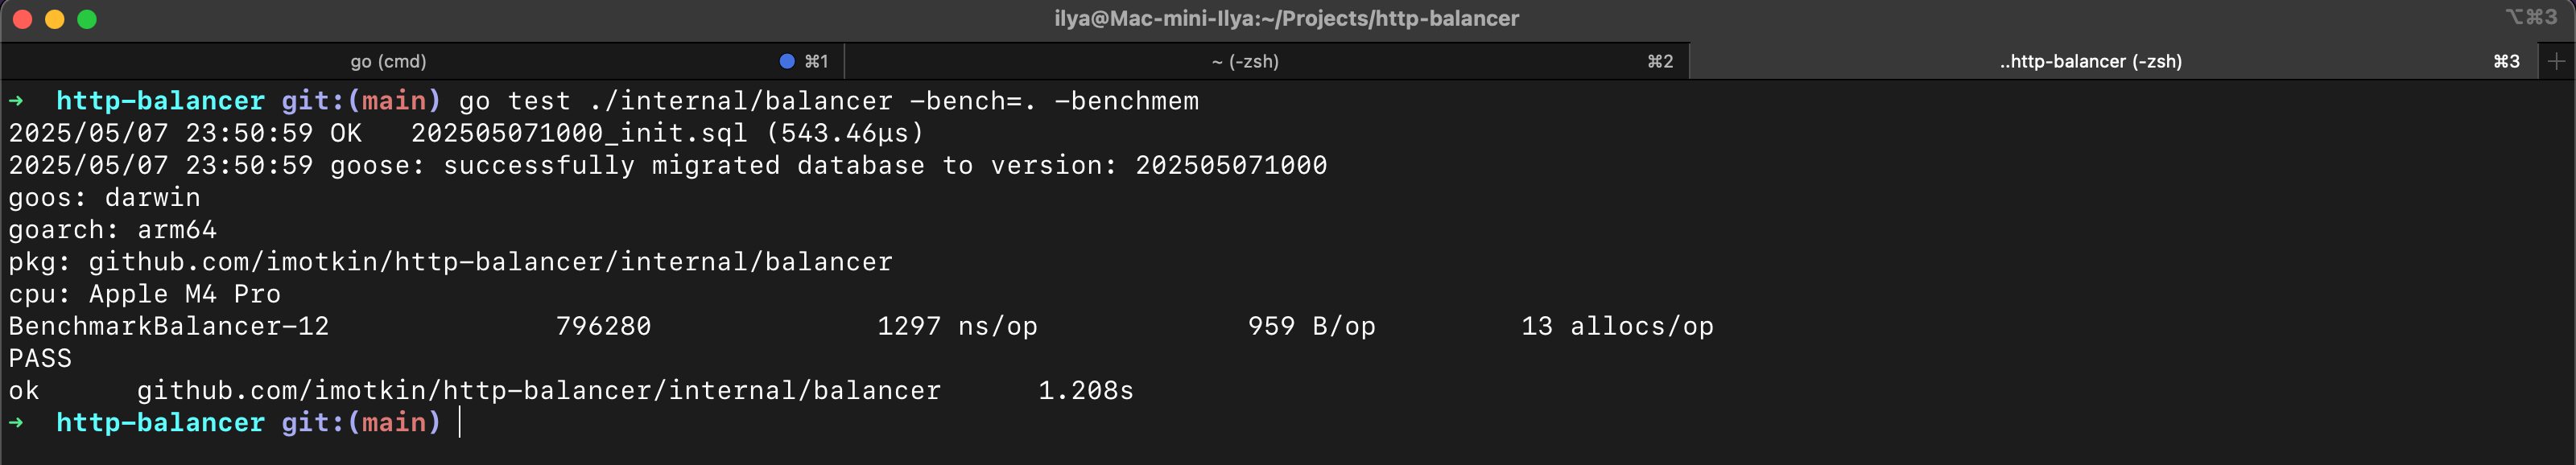 ilya@Mac-mini-Ilya:~/Projects/http-balancer
⌥⌘3
go (cmd) ⌘1
~ (-zsh) ⌘2
..http-balancer (-zsh) ⌘3 +
→ http-balancer git:(main) go test ./internal/balancer -bench=. -benchmem
2025/05/07 23:50:59 OK   202505071000_init.sql (543.46µs)
2025/05/07 23:50:59 goose: successfully migrated database to version: 202505071000
goos: darwin
goarch: arm64
pkg: github.com/imotkin/http-balancer/internal/balancer
cpu: Apple M4 Pro
BenchmarkBalancer-12   796280   1297 ns/op   959 B/op   13 allocs/op
PASS
ok   github.com/imotkin/http-balancer/internal/balancer   1.208s
→ http-balancer git:(main)